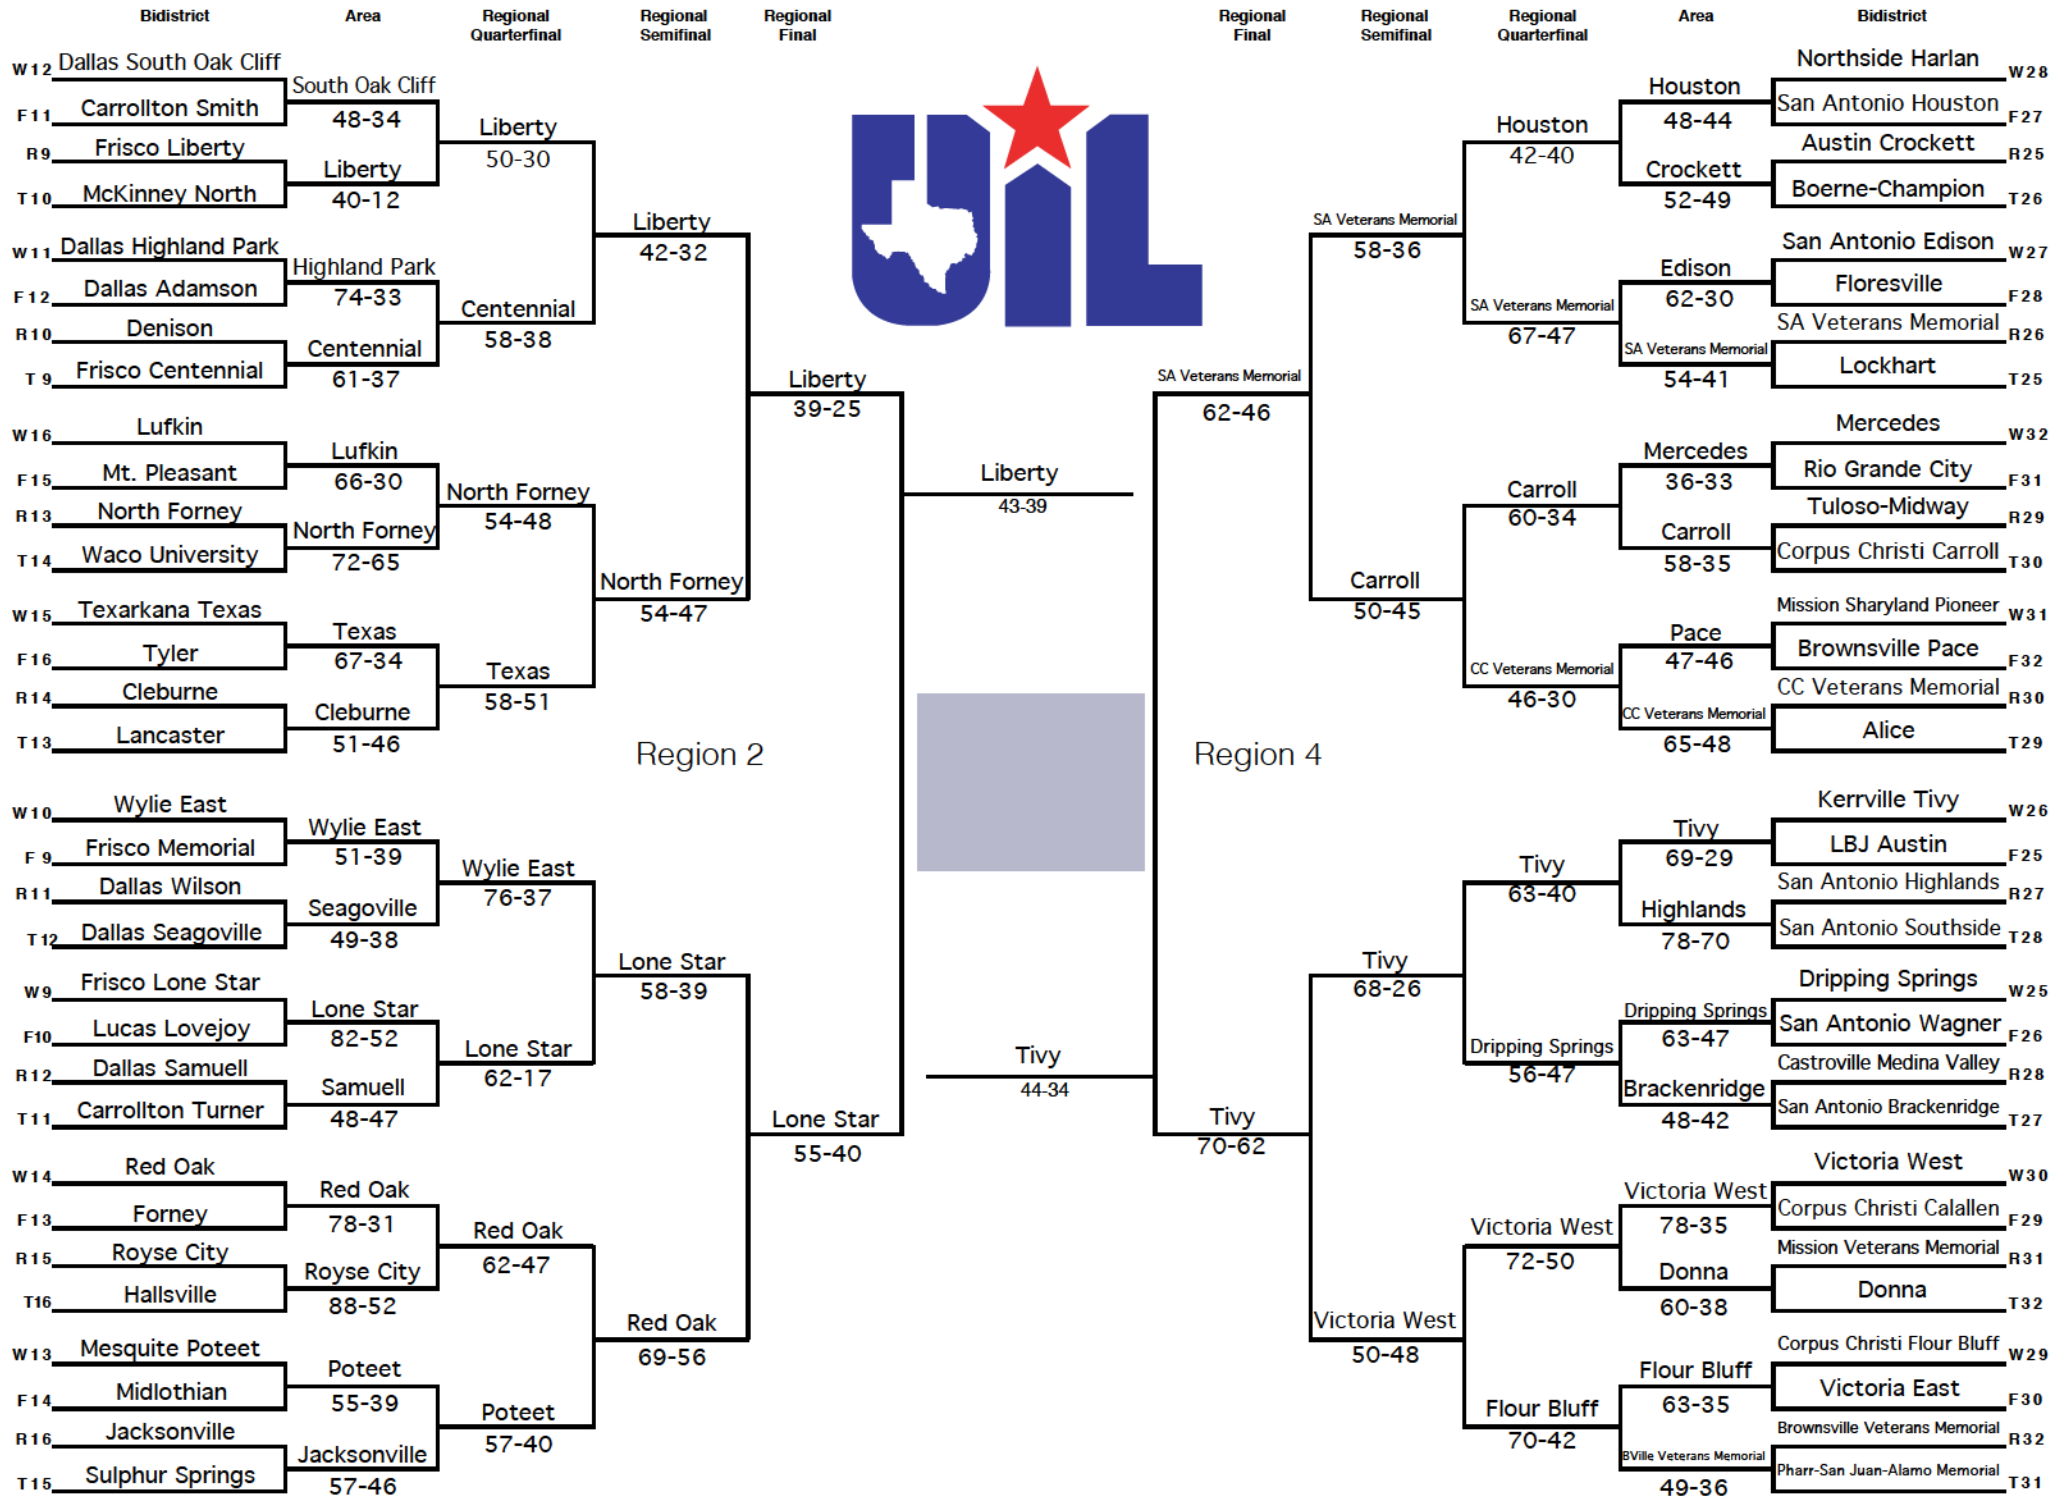 Bidistrict
Area
Regional
Quarterfinal
Regional
Semifinal
Regional
Final
Regional
Final
Regional
Semifinal
Regional
Quarterfinal
Area
Bidistrict
W12 Dallas South Oak Cliff
F11 Carrollton Smith
R9 Frisco Liberty
T10 McKinney North
W11 Dallas Highland Park
F12 Dallas Adamson
R10 Denison
T 9 Frisco Centennial
W16 Lufkin
F15 Mt. Pleasant
R13 North Forney
T14 Waco University
W15 Texarkana Texas
F16 Tyler
R14 Cleburne
T13 Lancaster
W10 Wylie East
F 9 Frisco Memorial
R11 Dallas Wilson
T12 Dallas Seagoville
W9 Frisco Lone Star
F10 Lucas Lovejoy
R12 Dallas Samuell
T11 Carrollton Turner
W14 Red Oak
F13 Forney
R15 Royse City
T16 Hallsville
W13 Mesquite Poteet
F14 Midlothian
R16 Jacksonville
T15 Sulphur Springs
South Oak Cliff
48-34
Liberty
40-12
Highland Park
74-33
Centennial
61-37
Lufkin
66-30
North Forney
72-65
Texas
67-34
Cleburne
51-46
Wylie East
51-39
Seagoville
49-38
Lone Star
82-52
Samuell
48-47
Red Oak
78-31
Royse City
88-52
Poteet
55-39
Jacksonville
57-46
Liberty
50-30
Centennial
58-38
North Forney
54-48
Texas
58-51
Wylie East
76-37
Lone Star
62-17
Red Oak
62-47
Poteet
57-40
Liberty
42-32
North Forney
54-47
Lone Star
58-39
Red Oak
69-56
Region 2
Liberty
39-25
Lone Star
55-40
UIL
Liberty
43-39
Tivy
44-34
SA Veterans Memorial
62-46
Tivy
70-62
Region 4
SA Veterans Memorial
58-36
Carroll
50-45
Tivy
68-26
Victoria West
50-48
Houston
42-40
SA Veterans Memorial
67-47
Carroll
60-34
CC Veterans Memorial
46-30
Tivy
63-40
Dripping Springs
56-47
Victoria West
72-50
Flour Bluff
70-42
Houston
48-44
Crockett
52-49
Edison
62-30
SA Veterans Memorial
54-41
Mercedes
36-33
Carroll
58-35
Pace
47-46
CC Veterans Memorial
65-48
Tivy
69-29
Highlands
78-70
Dripping Springs
63-47
Brackenridge
48-42
Victoria West
78-35
Donna
60-38
Flour Bluff
63-35
BVille Veterans Memorial
49-36
Northside Harlan W28
San Antonio Houston F27
Austin Crockett R25
Boerne-Champion T26
San Antonio Edison W27
Floresville F28
SA Veterans Memorial R26
Lockhart T25
Mercedes W32
Rio Grande City F31
Tuloso-Midway R29
Corpus Christi Carroll T30
Mission Sharyland Pioneer W31
Brownsville Pace F32
CC Veterans Memorial R30
Alice T29
Kerrville Tivy W26
LBJ Austin F25
San Antonio Highlands R27
San Antonio Southside T28
Dripping Springs W25
San Antonio Wagner F26
Castroville Medina Valley R28
San Antonio Brackenridge T27
Victoria West W30
Corpus Christi Calallen F29
Mission Veterans Memorial R31
Donna T32
Corpus Christi Flour Bluff W29
Victoria East F30
Brownsville Veterans Memorial R32
Pharr-San Juan-Alamo Memorial T31